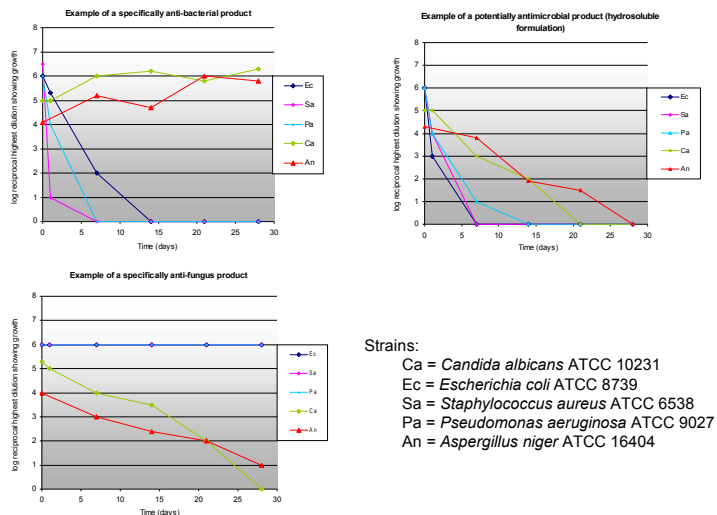 Example of a specifically anti-bacterial product
log reciprocal highest dilution showing growth
8
7
6
5
4
3
2
1
0
0 5 10 15 20 25 30
Time (days)
Ec
Sa
Pa
Ca
An
Example of a potentially antimicrobial product (hydrosoluble
formulation)
log reciprocal highest dilution showing growth
8
7
6
5
4
3
2
1
0
0 5 10 15 20 25 30
Time (days)
Ec
Sa
Pa
Ca
An
Example of a specifically anti-fungus product
log reciprocal highest dilution showing growth
8
7
6
5
4
3
2
1
0
0 5 10 15 20 25 30
Time (days)
Ec
Sa
Pa
Ca
An
Strains:
Ca = Candida albicans ATCC 10231
Ec = Escherichia coli ATCC 8739
Sa = Staphylococcus aureus ATCC 6538
Pa = Pseudomonas aeruginosa ATCC 9027
An = Aspergillus niger ATCC 16404